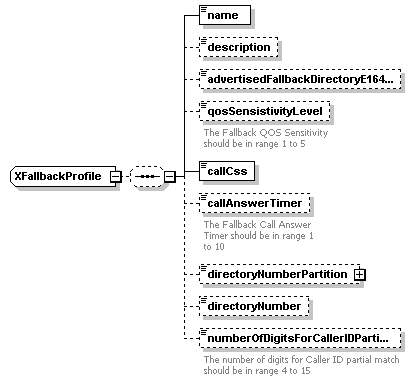 name
description
advertisedFallbackDirectoryE164...
qosSensistivityLevel
The Fallback QOS Sensitivity
should be in range 1 to 5
XFallbackProfile
callCss
callAnswerTimer
The Fallback Call Answer
Timer should be in range 1
to 10
directoryNumberPartition
directoryNumber
numberOfDigitsForCallerIDParti...
The number of digits for Caller ID partial match
should be in range 4 to 15